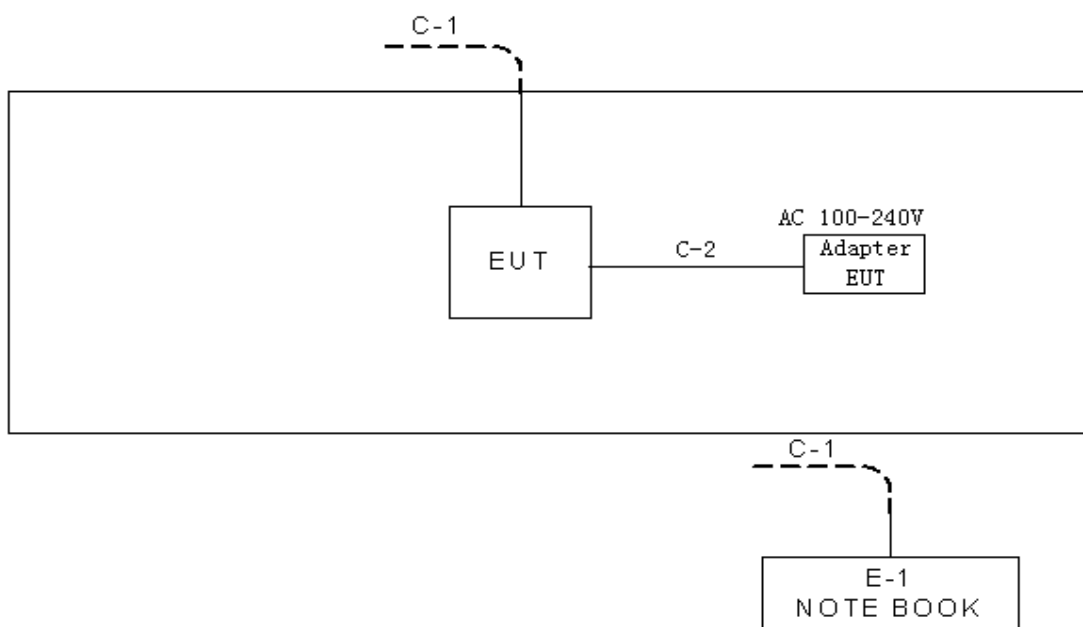 C-1
AC 100-240V
EUT
C-2
Adapter
EUT
C-1
E-1
NOTE BOOK